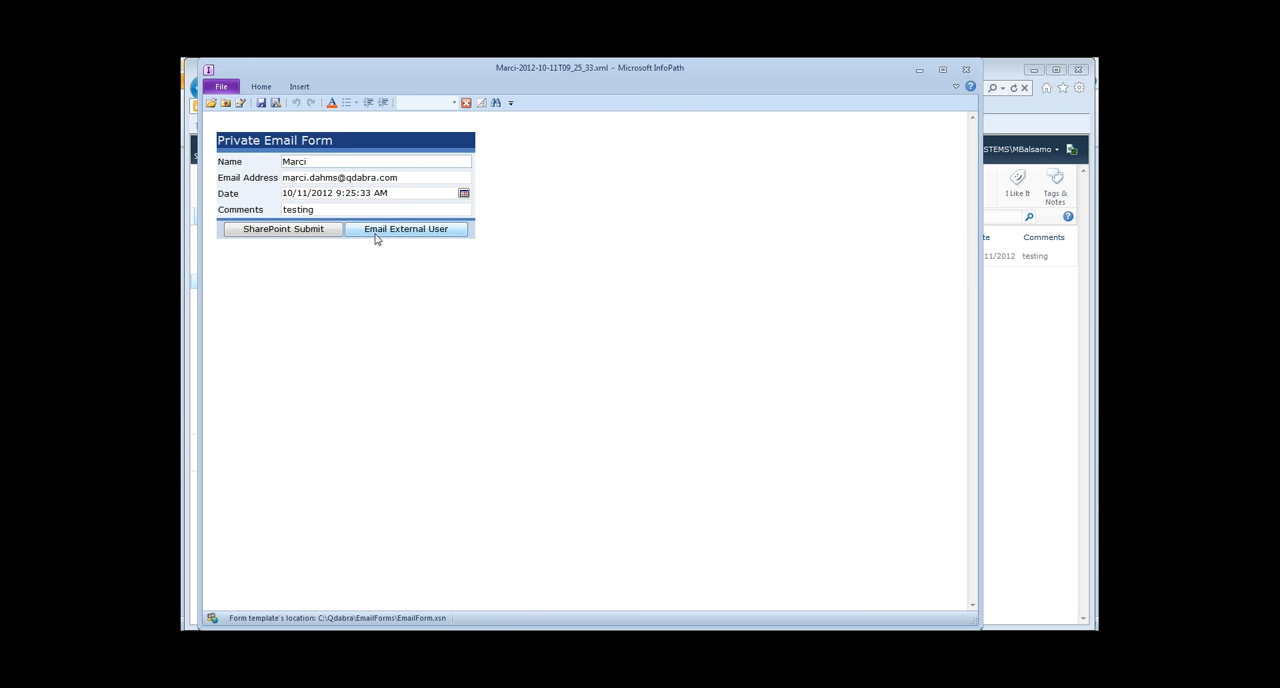 Marci-2012-10-11T09_25_33.xml - Microsoft InfoPath
File Home Insert
Private Email Form
Name Marci
Email Address marci.dahms@qdabra.com
Date 10/11/2012 9:25:33 AM
Comments testing
SharePoint Submit Email External User
STEMS\MBalsamo
I Like It Tags & Notes
te Comments
11/2012 testing
Form template's location: C:\Qdabra\EmailForms\EmailForm.xsn